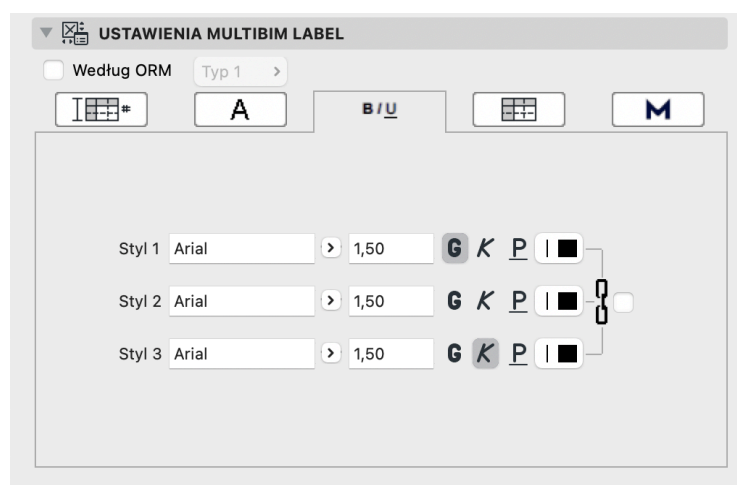 USTAWIENIA MULTIBIM LABEL
Według ORM Typ 1 >
# A B I U M
Styl 1 Arial > 1,50 G K P
Styl 2 Arial > 1,50 G K P
Styl 3 Arial > 1,50 G K P